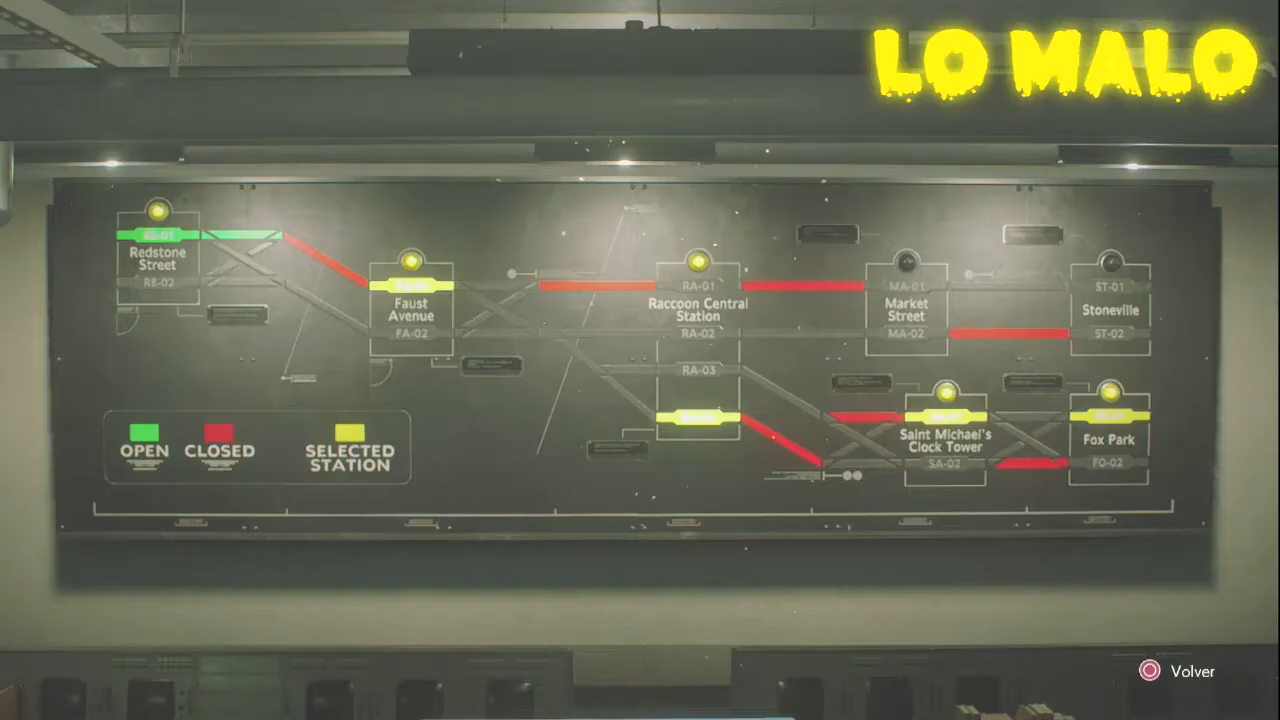 LO MALO
RE-01
Redstone
Street
RE-02
Faust
Avenue
FA-02
RA-01
Raccoon Central
Station
RA-02
RA-03
MA-01
Market
Street
MA-02
ST-01
Stoneville
ST-02
Saint Michael's
Clock Tower
SA-02
Fox Park
FO-02
OPEN
CLOSED
SELECTED
STATION
Volver